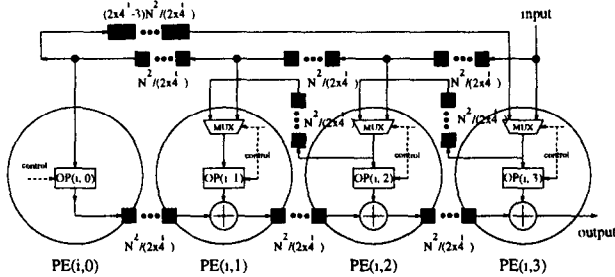 (2x4^i-3)N^2/(2x4^i)
input
N^2/(2x4^i)
N^2/(2x4^i)
N^2/(2x4^i)
N^2/(2x4^i)
N^2/(2x4^i)
MUX
MUX
MUX
control
control
control
control
OP(i, 0)
OP(i, 1)
OP(i, 2)
OP(i, 3)
N^2/(2x4^i)
N^2/(2x4^i)
N^2/(2x4^i)
output
PE(i,0)
PE(i,1)
PE(i,2)
PE(i,3)